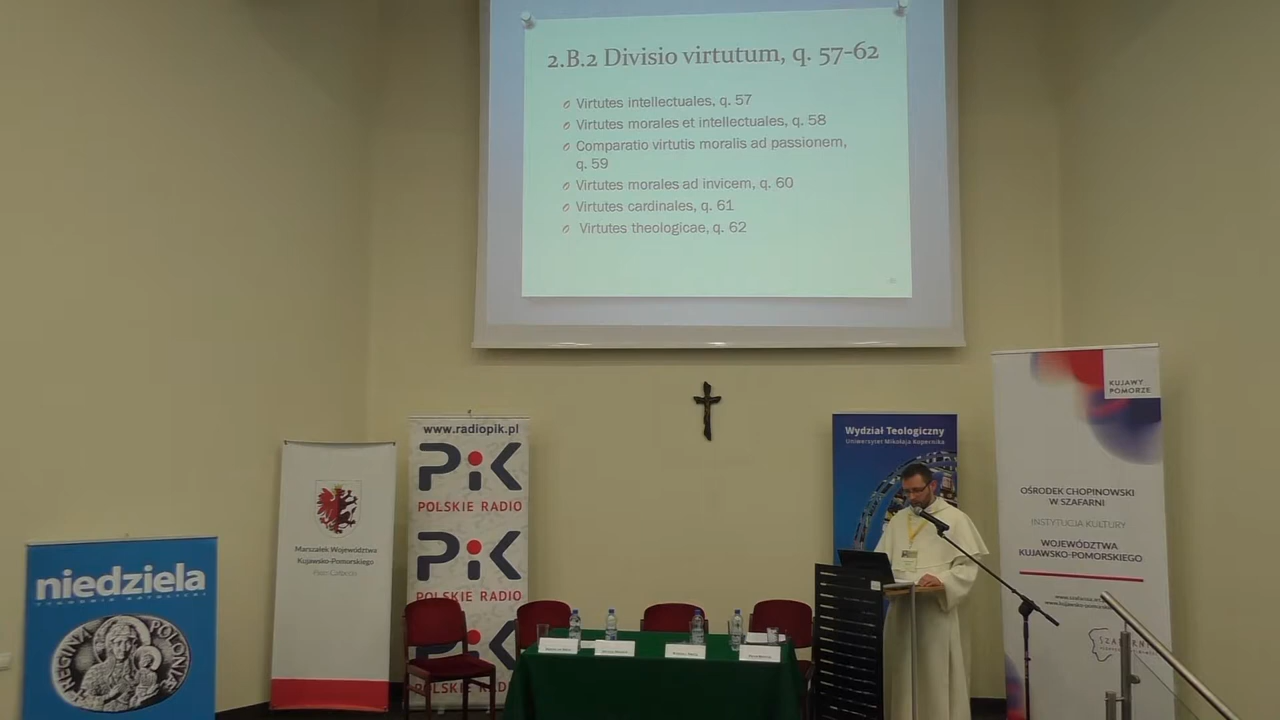 2.B.2 Divisio virtutum, q. 57-62
Virtutes intellectuales, q. 57
Virtutes morales et intellectuales, q. 58
Comparatio virtutis moralis ad passionem,
q. 59
Virtutes morales ad invicem, q. 60
Virtutes cardinales, q. 61
Virtutes theologicae, q. 62
niedziela
REGINA POLONIÆ
Marszałek Województwa
Kujawsko-Pomorskiego
www.radiopik.pl
PiK
POLSKIE RADIO
PiK
POLSKIE RADIO
POLSKIE RADIO
Wydział Teologiczny
Uniwersytet Mikołaja Kopernika
KUJAWY
POMORZE
OŚRODEK CHOPINOWSKI
W SZAFARNI
INSTYTUCJA KULTURY
WOJEWÓDZTWA
KUJAWSKO-POMORSKIEGO